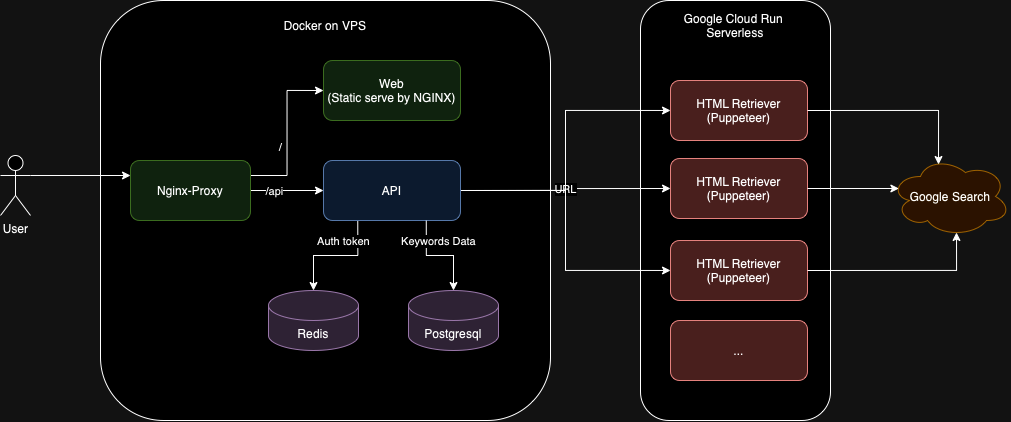 Docker on VPS
Google Cloud Run
Serverless
Web
(Static serve by NGINX)
/
User
Nginx-Proxy
/api
API
URL
Auth token
Keywords Data
Redis
Postgresql
HTML Retriever
(Puppeteer)
HTML Retriever
(Puppeteer)
HTML Retriever
(Puppeteer)
...
Google Search